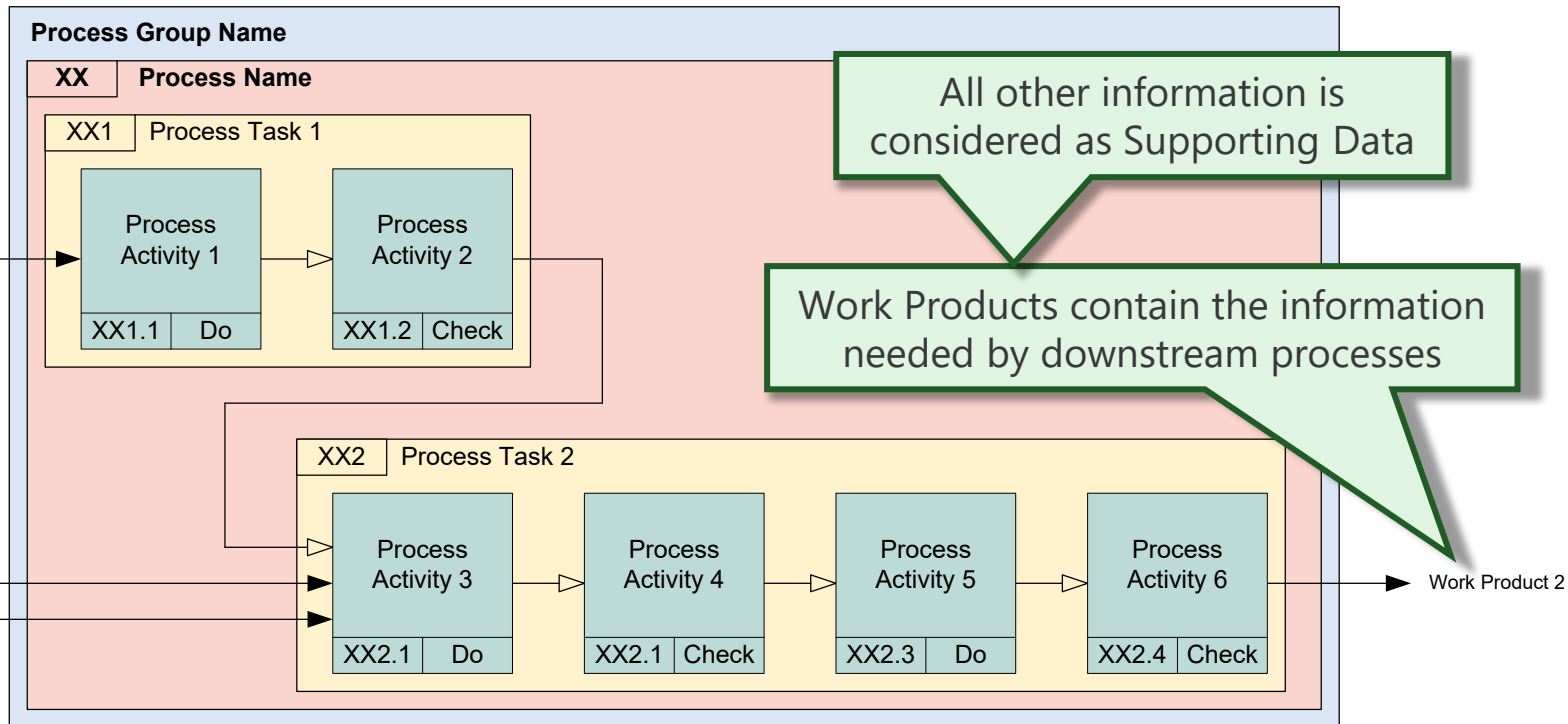 Process Group Name
XX Process Name
All other information is
considered as Supporting Data
XX1 Process Task 1
Process
Activity 1
XX1.1 Do
Process
Activity 2
XX1.2 Check
Work Products contain the information
needed by downstream processes
XX2 Process Task 2
Process
Activity 3
XX2.1 Do
Process
Activity 4
XX2.1 Check
Process
Activity 5
XX2.3 Do
Process
Activity 6
XX2.4 Check
Work Product 2